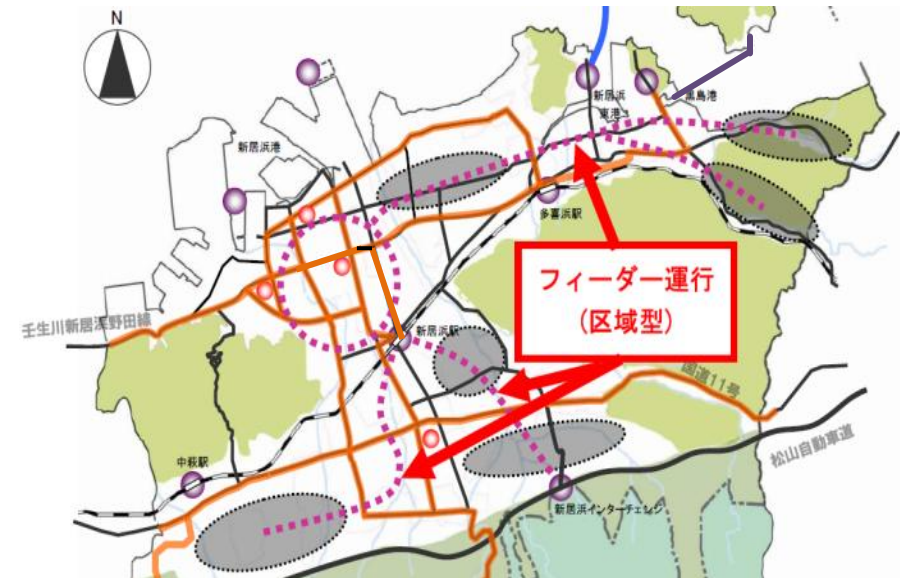 N
新居浜
東港
黒島港
新居浜港
多喜浜駅
フィーダー運行
(区域型)
壬生川新居浜野田線
新居浜駅
国道11号
松山自動車道
中萩駅
新居浜インターチェンジ